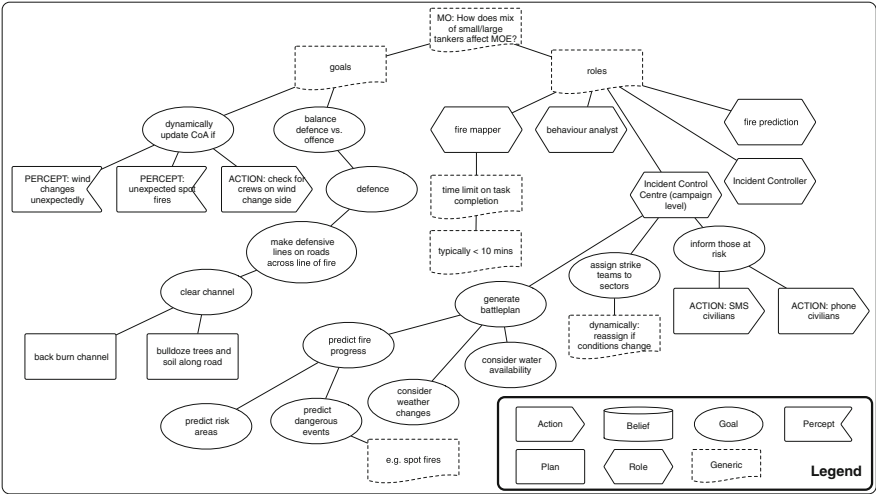 MO: How does mix
of small/large
tankers affect MOE?
goals
roles
dynamically
update CoA if
balance
defence vs.
offence
fire mapper
behaviour analyst
fire prediction
PERCEPT: wind
changes
unexpectedly
PERCEPT:
unexpected spot
fires
ACTION: check for
crews on wind
change side
defence
time limit on task
completion
Incident Control
Centre (campaign
level)
Incident Controller
make defensive
lines on roads
across line of fire
typically < 10 mins
assign strike
teams to
sectors
inform those at
risk
clear channel
generate
battleplan
ACTION: SMS
civilians
ACTION: phone
civilians
back burn channel
bulldoze trees and
soil along road
predict fire
progress
consider water
availability
dynamically:
reassign if
conditions change
predict risk
areas
predict
dangerous
events
consider
weather
changes
e.g. spot fires
Action
Belief
Goal
Percept
Plan
Role
Generic
Legend